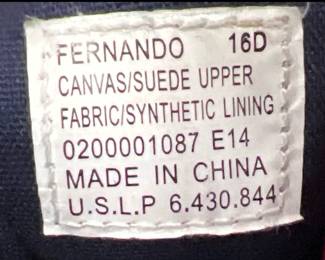 FERNANDO 16D
CANVAS/SUEDE UPPER
FABRIC/SYNTHETIC LINING
0200001087 E14
MADE IN CHINA
U.S.L.P 6.430.844